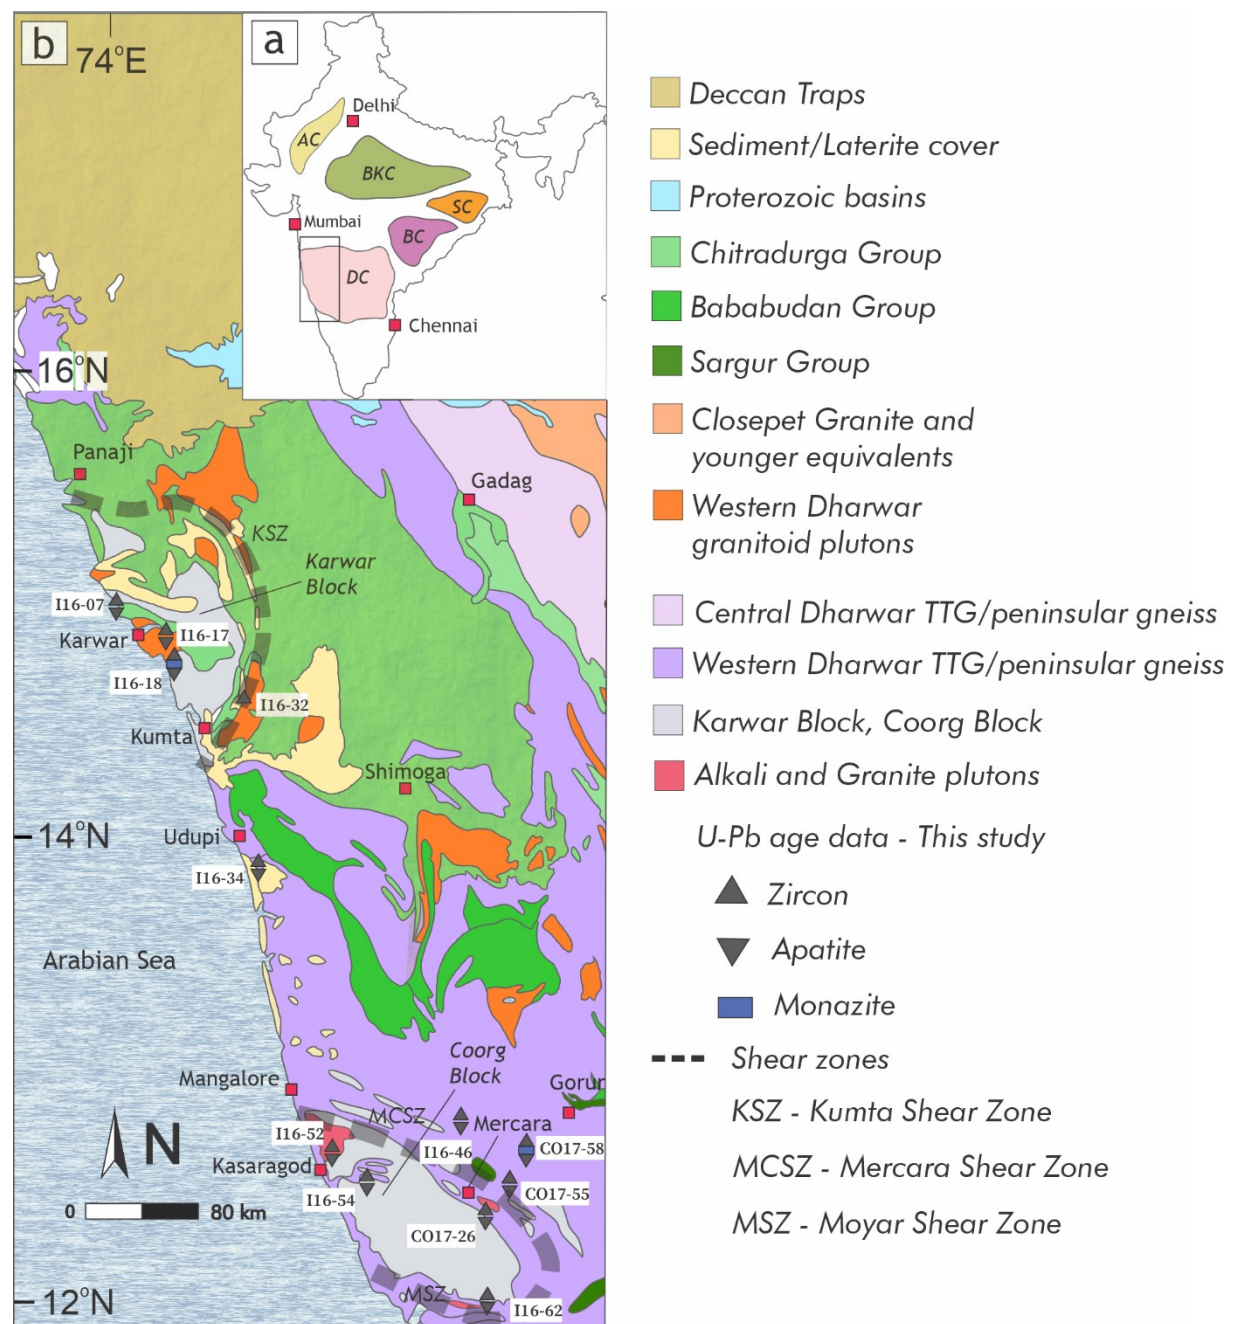 b
74°E
a
Delhi
AC
BKC
SC
Mumbai
BC
DC
Chennai
16°N
Panaji
Gadag
KSZ
Karwar
Block
I16-07
Karwar
I16-17
I16-18
I16-32
Kumta
Shimoga
14°N
Udupi
I16-34
Arabian Sea
Coorg
Block
Mangalore
Gorur
MCSZ
Mercara
I16-52
I16-46
CO17-58
Kasaragod
I16-54
CO17-55
N
0
80 km
CO17-26
MSZ
12°N
I16-62
Deccan Traps
Sediment/Laterite cover
Proterozoic basins
Chitradurga Group
Bababudan Group
Sargur Group
Closepet Granite and
younger equivalents
Western Dharwar
granitoid plutons
Central Dharwar TTG/peninsular gneiss
Western Dharwar TTG/peninsular gneiss
Karwar Block, Coorg Block
Alkali and Granite plutons
U-Pb age data - This study
Zircon
Apatite
Monazite
Shear zones
KSZ - Kumta Shear Zone
MCSZ - Mercara Shear Zone
MSZ - Moyar Shear Zone